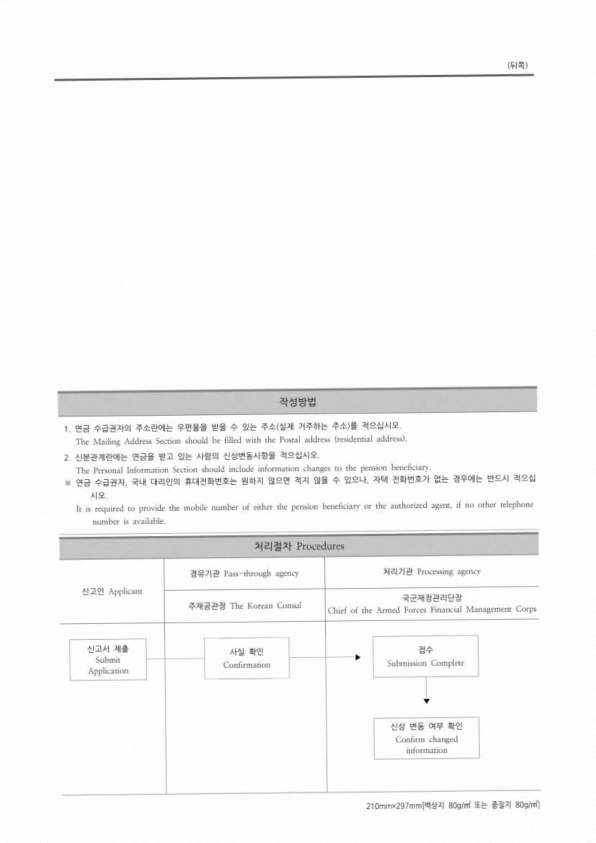 (뒤쪽)
작성방법
1. 연금 수급권자의 주소란에는 우편물을 받을 수 있는 주소(실제 거주하는 주소)를 적으십시오.
The Mailing Address Section should be filled with the Postal address (residential address).
2. 신분관계란에는 연금을 받고 있는 사람의 신상변동사항을 적으십시오.
The Personal Information Section should include information changes to the pension beneficiary.
※ 연금 수급권자, 국내 대리인의 휴대전화번호는 원하지 않으면 적지 않을 수 있으나, 자택 전화번호가 없는 경우에는 반드시 적으십
시오.
It is required to provide the mobile number of either the pension beneficiary or the authorized agent, if no other telephone
number is available.
처리절차 Procedures
신고인 Applicant
경유기관 Pass-through agency
처리기관 Processing agency
주재공관장 The Korean Consul
국군재정관리단장
Chief of the Armed Forces Financial Management Corps
신고서 제출
Submit
Application
사실 확인
Confirmation
접수
Submission Complete
신상 변동 여부 확인
Confirm changed
information
210mm×297mm[백상지 80g/㎡ 또는 중질지 80g/㎡]